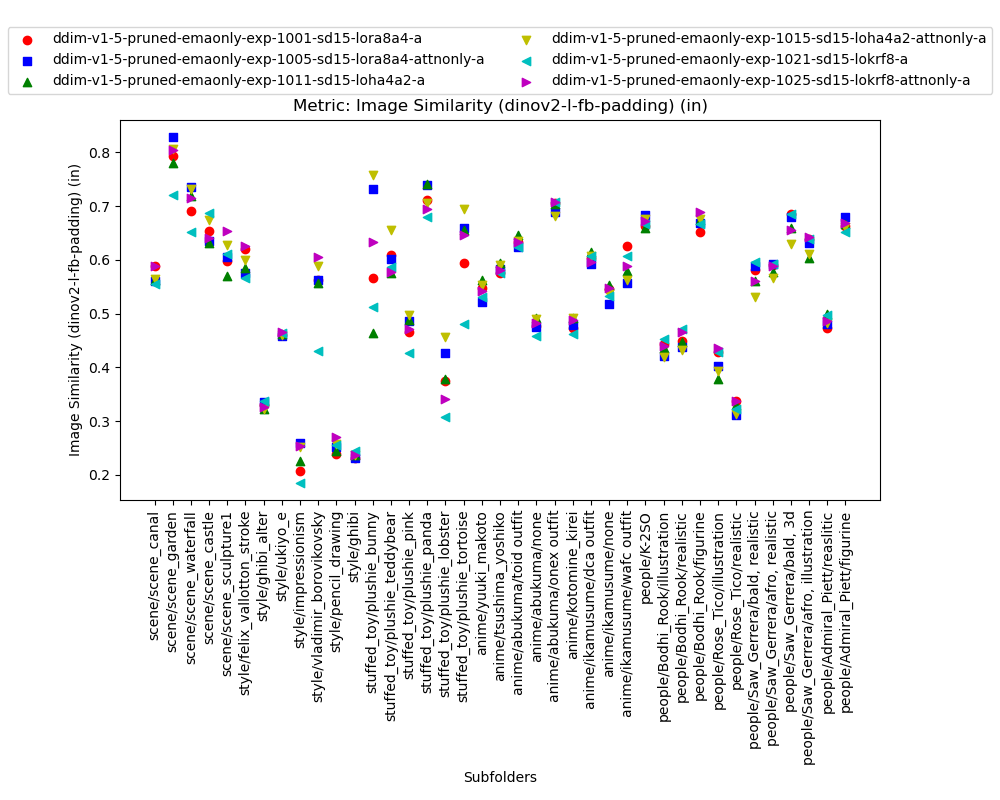 ddim-v1-5-pruned-emaonly-exp-1001-sd15-lora8a4-a
ddim-v1-5-pruned-emaonly-exp-1005-sd15-lora8a4-attnonly-a
ddim-v1-5-pruned-emaonly-exp-1011-sd15-loha4a2-a
ddim-v1-5-pruned-emaonly-exp-1015-sd15-loha4a2-attnonly-a
ddim-v1-5-pruned-emaonly-exp-1021-sd15-lokrf8-a
ddim-v1-5-pruned-emaonly-exp-1025-sd15-lokrf8-attnonly-a
Metric: Image Similarity (dinov2-l-fb-padding) (in)
Image Similarity (dinov2-l-fb-padding) (in)
0.8
0.7
0.6
0.5
0.4
0.3
0.2
scene/scene_canal
scene/scene_garden
scene/scene_waterfall
scene/scene_castle
scene/scene_sculpture1
style/felix_vallotton_stroke
style/ghibi_alter
style/ukiyo_e
style/impressionism
style/vladimir_borovikovsky
style/pencil_drawing
style/ghibi
stuffed_toy/plushie_bunny
stuffed_toy/plushie_teddybear
stuffed_toy/plushie_pink
stuffed_toy/plushie_panda
stuffed_toy/plushie_lobster
stuffed_toy/plushie_tortoise
anime/yuuki_makoto
anime/tsushima_yoshiko
anime/abukuma/toid outfit
anime/abukuma/none
anime/abukuma/onex outfit
anime/kotomine_kirei
anime/ikamusume/dca outfit
anime/ikamusume/none
anime/ikamusume/wafc outfit
people/K-2SO
people/Bodhi_Rook/illustration
people/Bodhi_Rook/realistic
people/Bodhi_Rook/figurine
people/Rose_Tico/illustration
people/Rose_Tico/realistic
people/Saw_Gerrera/bald, realistic
people/Saw_Gerrera/afro, realistic
people/Saw_Gerrera/bald, 3d
people/Saw_Gerrera/afro, illustration
people/Admiral_Piett/reaslitic
people/Admiral_Piett/figurine
Subfolders